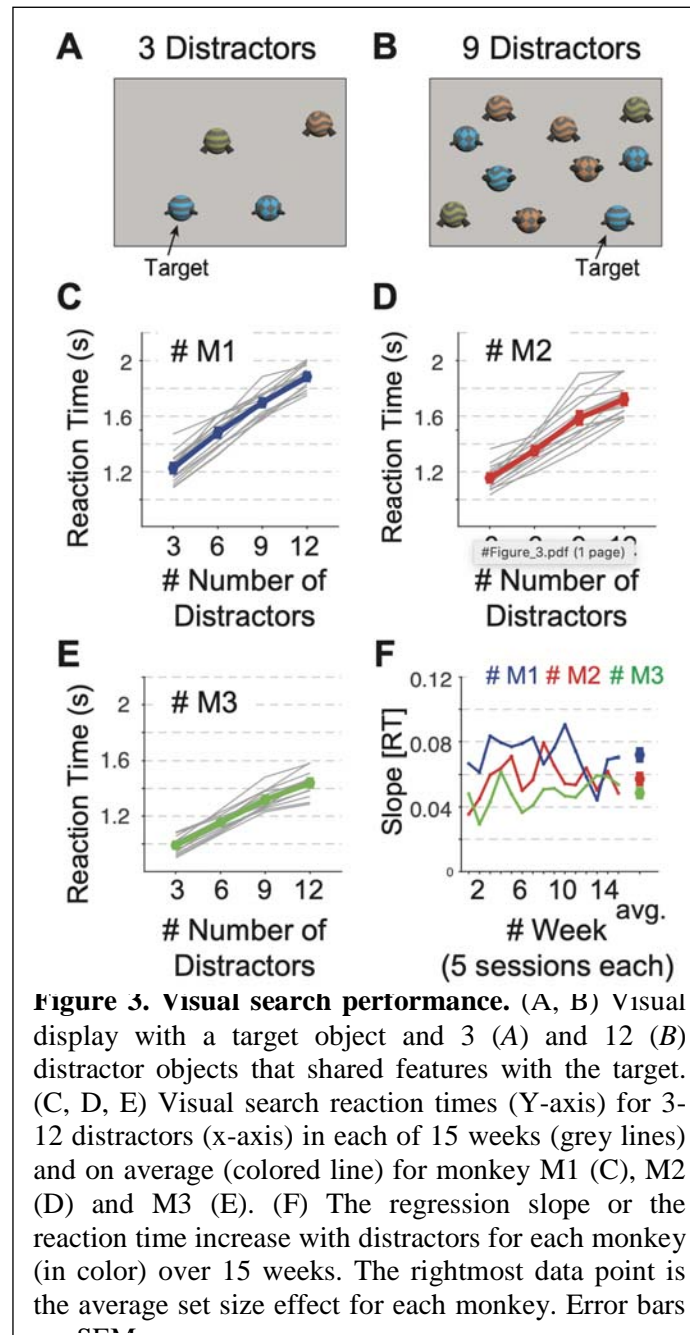 A 3 Distractors B 9 Distractors
Target
Target
C D
# M1 # M2
Reaction Time (s) Reaction Time (s)
2 2
1.6 1.6
1.2 1.2
3 6 9 12
#Figure_3.pdf (1 page)
# Number of # Number of
Distractors Distractors
E F
# M3 # M1 # M2 # M3
Reaction Time (s) Slope [RT]
2 0.12
1.6 0.08
1.2 0.04
0
3 6 9 12 2 6 10 14 avg.
# Number of # Week
Distractors (5 sessions each)
Figure 3. Visual search performance. (A, B) Visual
display with a target object and 3 (A) and 12 (B)
distractor objects that shared features with the target.
(C, D, E) Visual search reaction times (Y-axis) for 3-
12 distractors (x-axis) in each of 15 weeks (grey lines)
and on average (colored line) for monkey M1 (C), M2
(D) and M3 (E). (F) The regression slope or the
reaction time increase with distractors for each monkey
(in color) over 15 weeks. The rightmost data point is
the average set size effect for each monkey. Error bars
SEM